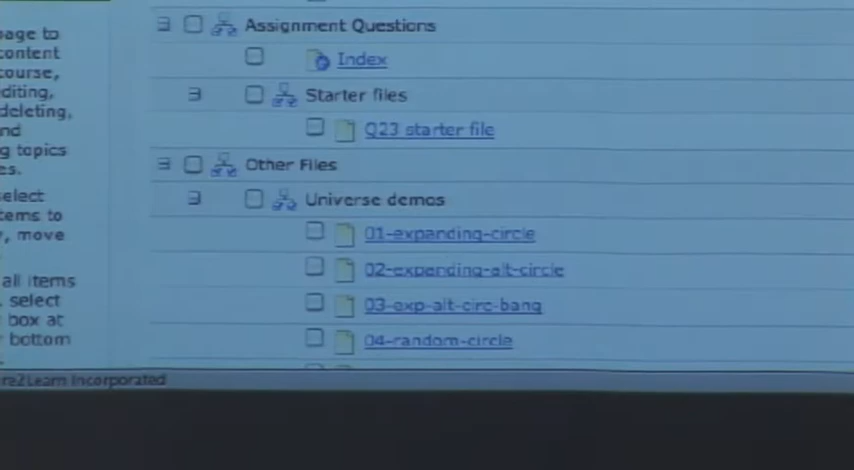 Assignment Questions
Index
Starter files
Q23 starter file
Other Files
Universe demos
01-expanding-circle
02-expanding-alt-circle
03-exp-alt-circ-bang
04-random-circle
page to
content
course,
diting,
deleting,
nd
g topics
es.
elect
tems to
, move
all items
select
box at
bottom
re2Learn Incorporated